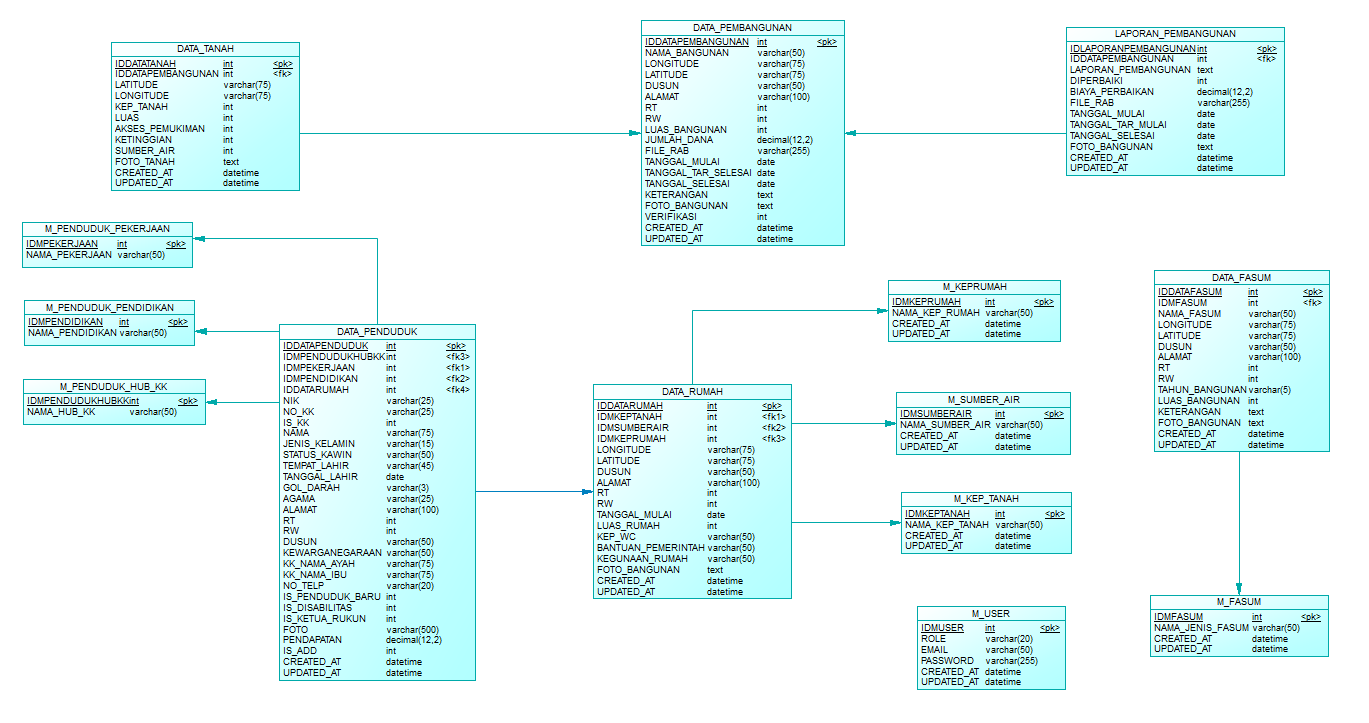 DATA_TANAH
IDDATATANAH int <pk>
IDDATAPEMBANGUNAN int <fk>
LATITUDE varchar(75)
LONGITUDE varchar(75)
KEP_TANAH int
LUAS int
AKSES_PEMUKIMAN int
KETINGGIAN int
SUMBER_AIR int
FOTO_TANAH text
CREATED_AT datetime
UPDATED_AT datetime
DATA_PEMBANGUNAN
IDDATAPEMBANGUNAN int <pk>
NAMA_BANGUNAN varchar(50)
LONGITUDE varchar(75)
LATITUDE varchar(75)
DUSUN varchar(50)
ALAMAT varchar(100)
RT int
RW int
LUAS_BANGUNAN int
JUMLAH_DANA decimal(12,2)
FILE_RAB varchar(255)
TANGGAL_MULAI date
TANGGAL_TAR_SELESAI date
TANGGAL_SELESAI date
KETERANGAN text
FOTO_BANGUNAN text
VERIFIKASI int
CREATED_AT datetime
UPDATED_AT datetime
LAPORAN_PEMBANGUNAN
IDLAPORANPEMBANGUNAN int <pk>
IDDATAPEMBANGUNAN int <fk>
LAPORAN_PEMBANGUNAN text
DIPERBAIKI int
BIAYA_PERBAIKAN decimal(12,2)
FILE_RAB varchar(255)
TANGGAL_MULAI date
TANGGAL_TAR_MULAI date
TANGGAL_SELESAI date
FOTO_BANGUNAN text
CREATED_AT datetime
UPDATED_AT datetime
M_PENDUDUK_PEKERJAAN
IDMPEKERJAAN int <pk>
NAMA_PEKERJAAN varchar(50)
M_PENDUDUK_PENDIDIKAN
IDMPENDIDIKAN int <pk>
NAMA_PENDIDIKAN varchar(50)
M_PENDUDUK_HUB_KK
IDMPENDUDUKHUBKK int <pk>
NAMA_HUB_KK varchar(50)
DATA_PENDUDUK
IDDATAPENDUDUK int <pk>
IDMPENDUDUKHUBKK int <fk3>
IDMPEKERJAAN int <fk1>
IDMPENDIDIKAN int <fk2>
IDDATARUMAH int <fk4>
NIK varchar(25)
NO_KK varchar(25)
IS_KK int
NAMA varchar(75)
JENIS_KELAMIN varchar(15)
STATUS_KAWIN varchar(50)
TEMPAT_LAHIR varchar(45)
TANGGAL_LAHIR date
GOL_DARAH varchar(3)
AGAMA varchar(25)
ALAMAT varchar(100)
RT int
RW int
DUSUN varchar(50)
KEWARGANEGARAAN varchar(50)
KK_NAMA_AYAH varchar(75)
KK_NAMA_IBU varchar(75)
NO_TELP varchar(20)
IS_PENDUDUK_BARU int
IS_DISABILITAS int
IS_KETUA_RUKUN int
FOTO varchar(500)
PENDAPATAN decimal(12,2)
IS_ADD int
CREATED_AT datetime
UPDATED_AT datetime
DATA_RUMAH
IDDATARUMAH int <pk>
IDMKEPTANAH int <fk1>
IDMSUMBERAIR int <fk2>
IDMKEPRUMAH int <fk3>
LONGITUDE varchar(75)
LATITUDE varchar(75)
DUSUN varchar(50)
ALAMAT varchar(100)
RT int
RW int
TANGGAL_MULAI date
LUAS_RUMAH int
KEP_WC varchar(50)
BANTUAN_PEMERINTAH varchar(50)
KEGUNAAN_RUMAH varchar(50)
FOTO_BANGUNAN text
CREATED_AT datetime
UPDATED_AT datetime
M_KEPRUMAH
IDMKEPRUMAH int <pk>
NAMA_KEP_RUMAH varchar(50)
CREATED_AT datetime
UPDATED_AT datetime
M_SUMBER_AIR
IDMSUMBERAIR int <pk>
NAMA_SUMBER_AIR varchar(50)
CREATED_AT datetime
UPDATED_AT datetime
M_KEP_TANAH
IDMKEPTANAH int <pk>
NAMA_KEP_TANAH varchar(50)
CREATED_AT datetime
UPDATED_AT datetime
M_USER
IDMUSER int <pk>
ROLE varchar(20)
EMAIL varchar(50)
PASSWORD varchar(255)
CREATED_AT datetime
UPDATED_AT datetime
DATA_FASUM
IDDATAFASUM int <pk>
IDMFASUM int <fk>
NAMA_FASUM varchar(50)
LONGITUDE varchar(75)
LATITUDE varchar(75)
DUSUN varchar(50)
ALAMAT varchar(100)
RT int
RW int
TAHUN_BANGUNAN varchar(5)
LUAS_BANGUNAN int
KETERANGAN text
FOTO_BANGUNAN text
CREATED_AT datetime
UPDATED_AT datetime
M_FASUM
IDMFASUM int <pk>
NAMA_JENIS_FASUM varchar(50)
CREATED_AT datetime
UPDATED_AT datetime